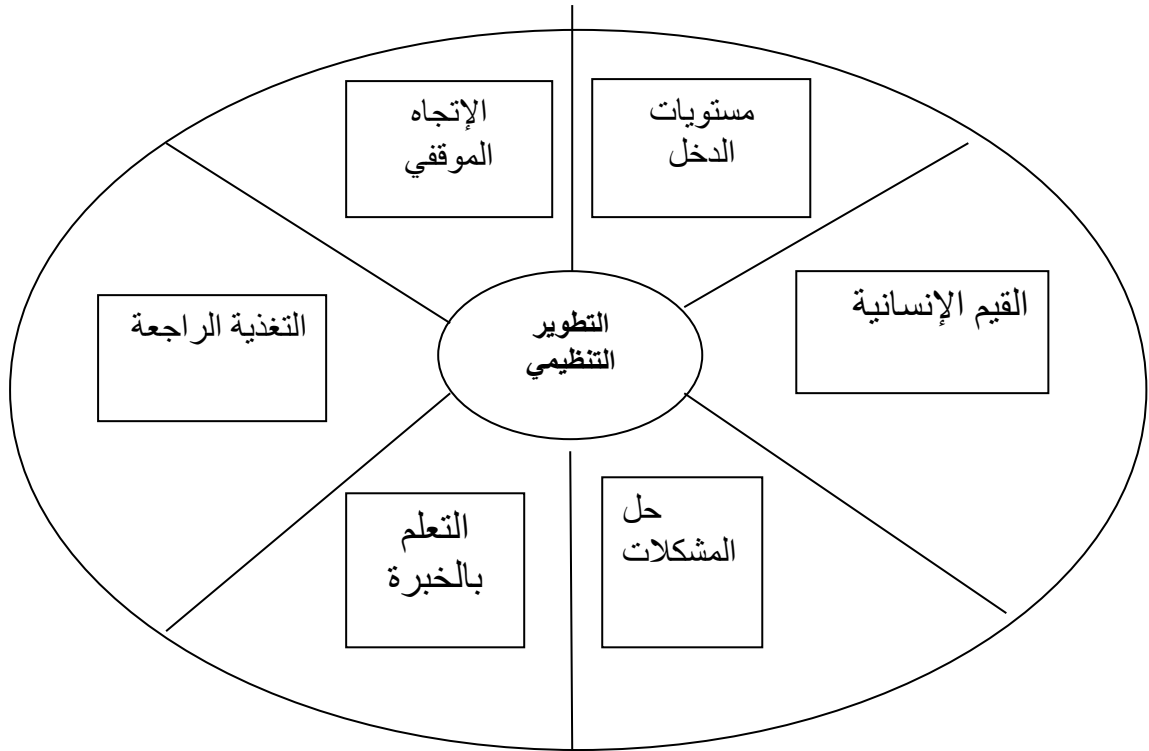 مستويات
الدخل
الإتجاه
الموقفي
القيم الإنسانية
التطوير
التنظيمي
التغذية الراجعة
حل
المشكلات
التعلم
بالخبرة